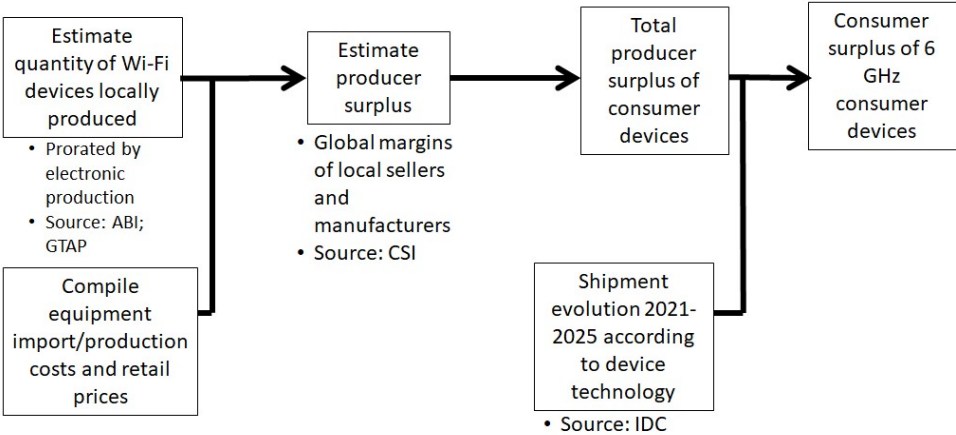 Estimate
quantity of Wi-Fi
devices locally
produced
• Prorated by
electronic
production
• Source: ABI;
GTAP
Compile
equipment
import/production
costs and retail
prices
Estimate
producer
surplus
• Global margins
of local sellers
and
manufacturers
• Source: CSI
Total
producer
surplus of
consumer
devices
Shipment
evolution 2021-
2025 according
to device
technology
• Source: IDC
Consumer
surplus of 6
GHz
consumer
devices